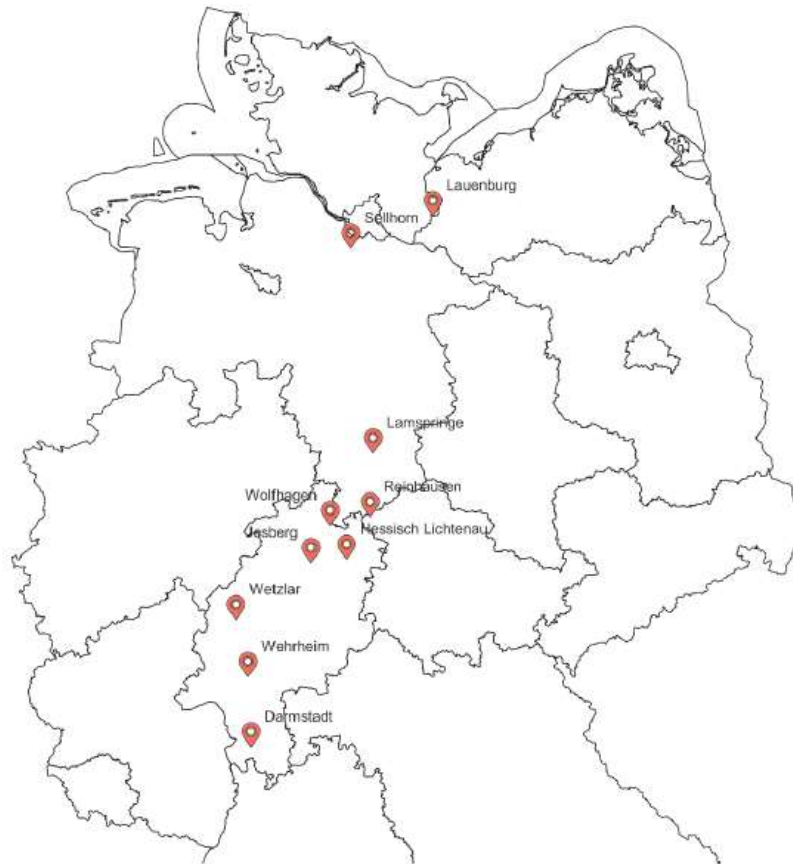 Lauenburg
Sellhorn
Lamspringe
Reinhausen
Wolfhagen
Hessisch Lichtenau
Jesberg
Wetzlar
Wehrheim
Darmstadt